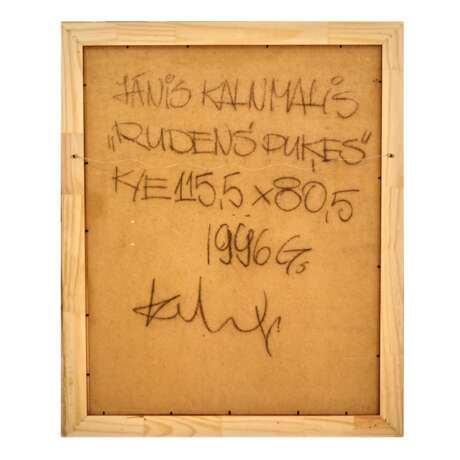 JĀNIS KALNMALIS
„RUDENS PUĶES"
K/E 115,5 x 80,5
1996 G.